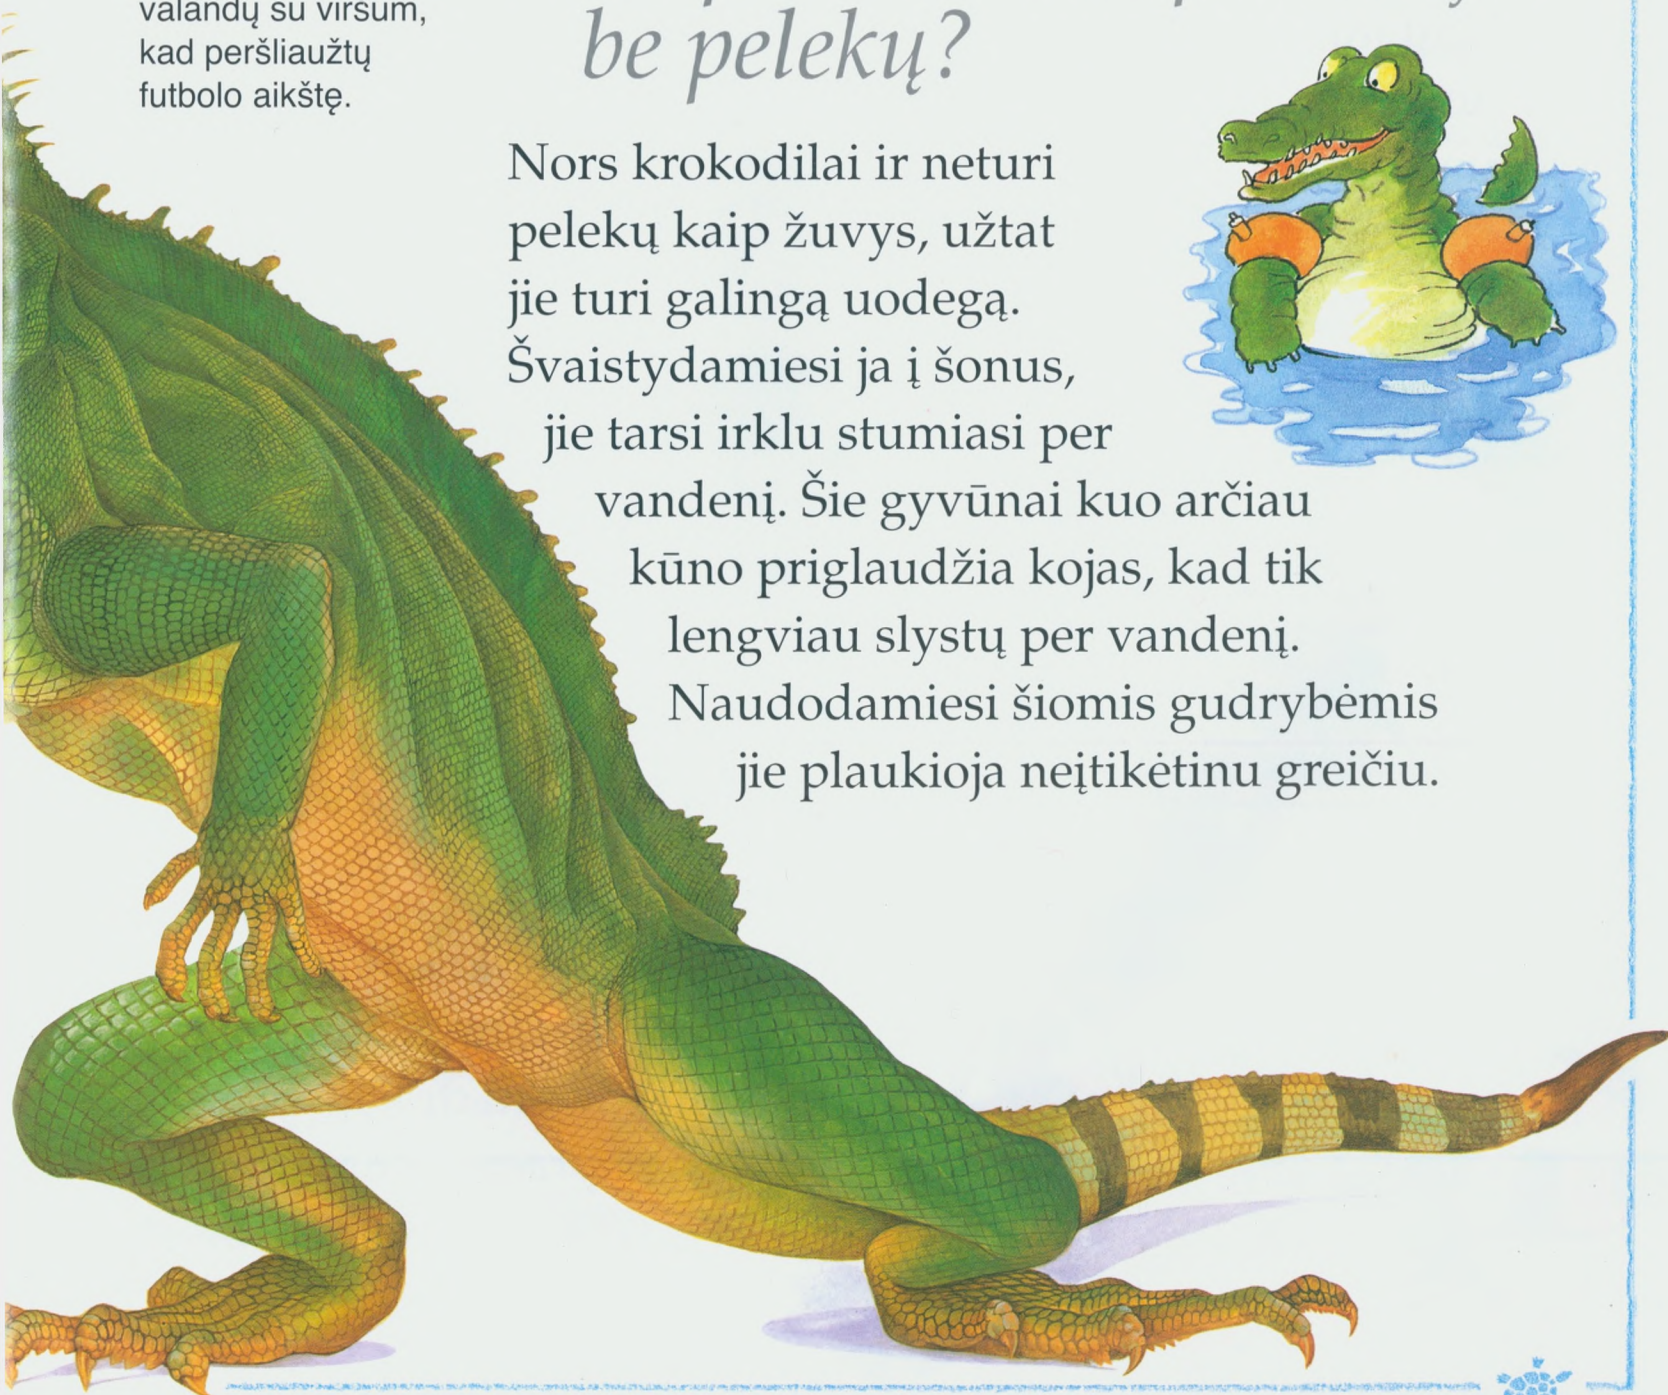 valandų su viršum,
kad peršliaužtų
futbolo aikštę.
be pelekų?
Nors krokodilai ir neturi
pelekų kaip žuvys, užtat
jie turi galingą uodegą.
Švaistydamiesi ja į šonus,
jie tarsi irklu stumiasi per
vandenį. Šie gyvūnai kuo arčiau
kūno priglaudžia kojas, kad tik
lengviau slystų per vandenį.
Naudodamiesi šiomis gudrybėmis
jie plaukioja neįtikėtinu greičiu.